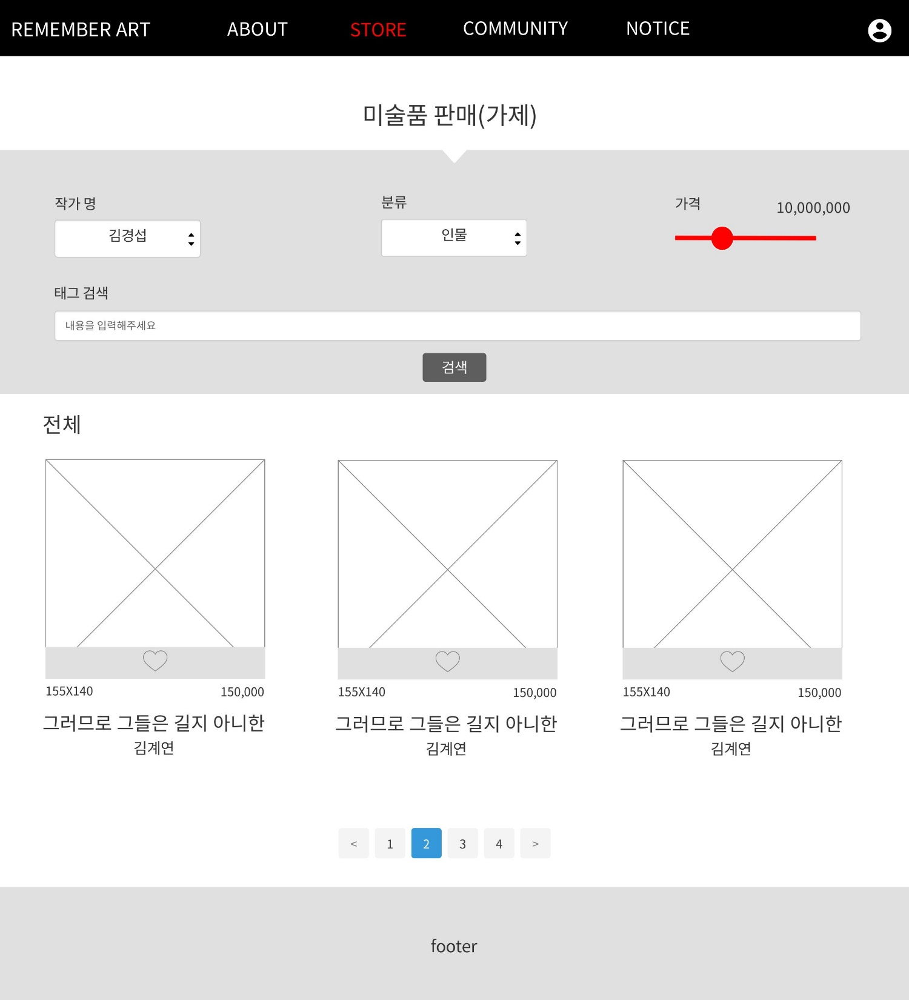 REMEMBER ART ABOUT STORE COMMUNITY NOTICE
미술품 판매(가제)
작가 명 분류 가격 10,000,000
김경섭 인물
태그 검색
내용을 입력해주세요
검색
전체
155X140 150,000 155X140 150,000 155X140 150,000
그러므로 그들은 길지 아니한 그러므로 그들은 길지 아니한 그러므로 그들은 길지 아니한
김계연 김계연 김계연
< 1 2 3 4 >
footer